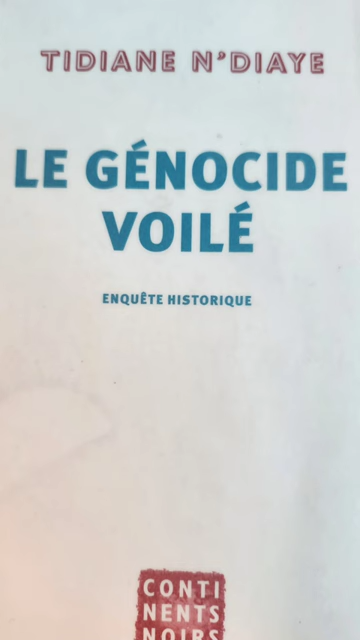 TIDIANE N'DIAYE
LE GÉNOCIDE
VOILÉ
ENQUÊTE HISTORIQUE
CONTI
NENTS
NOIRS